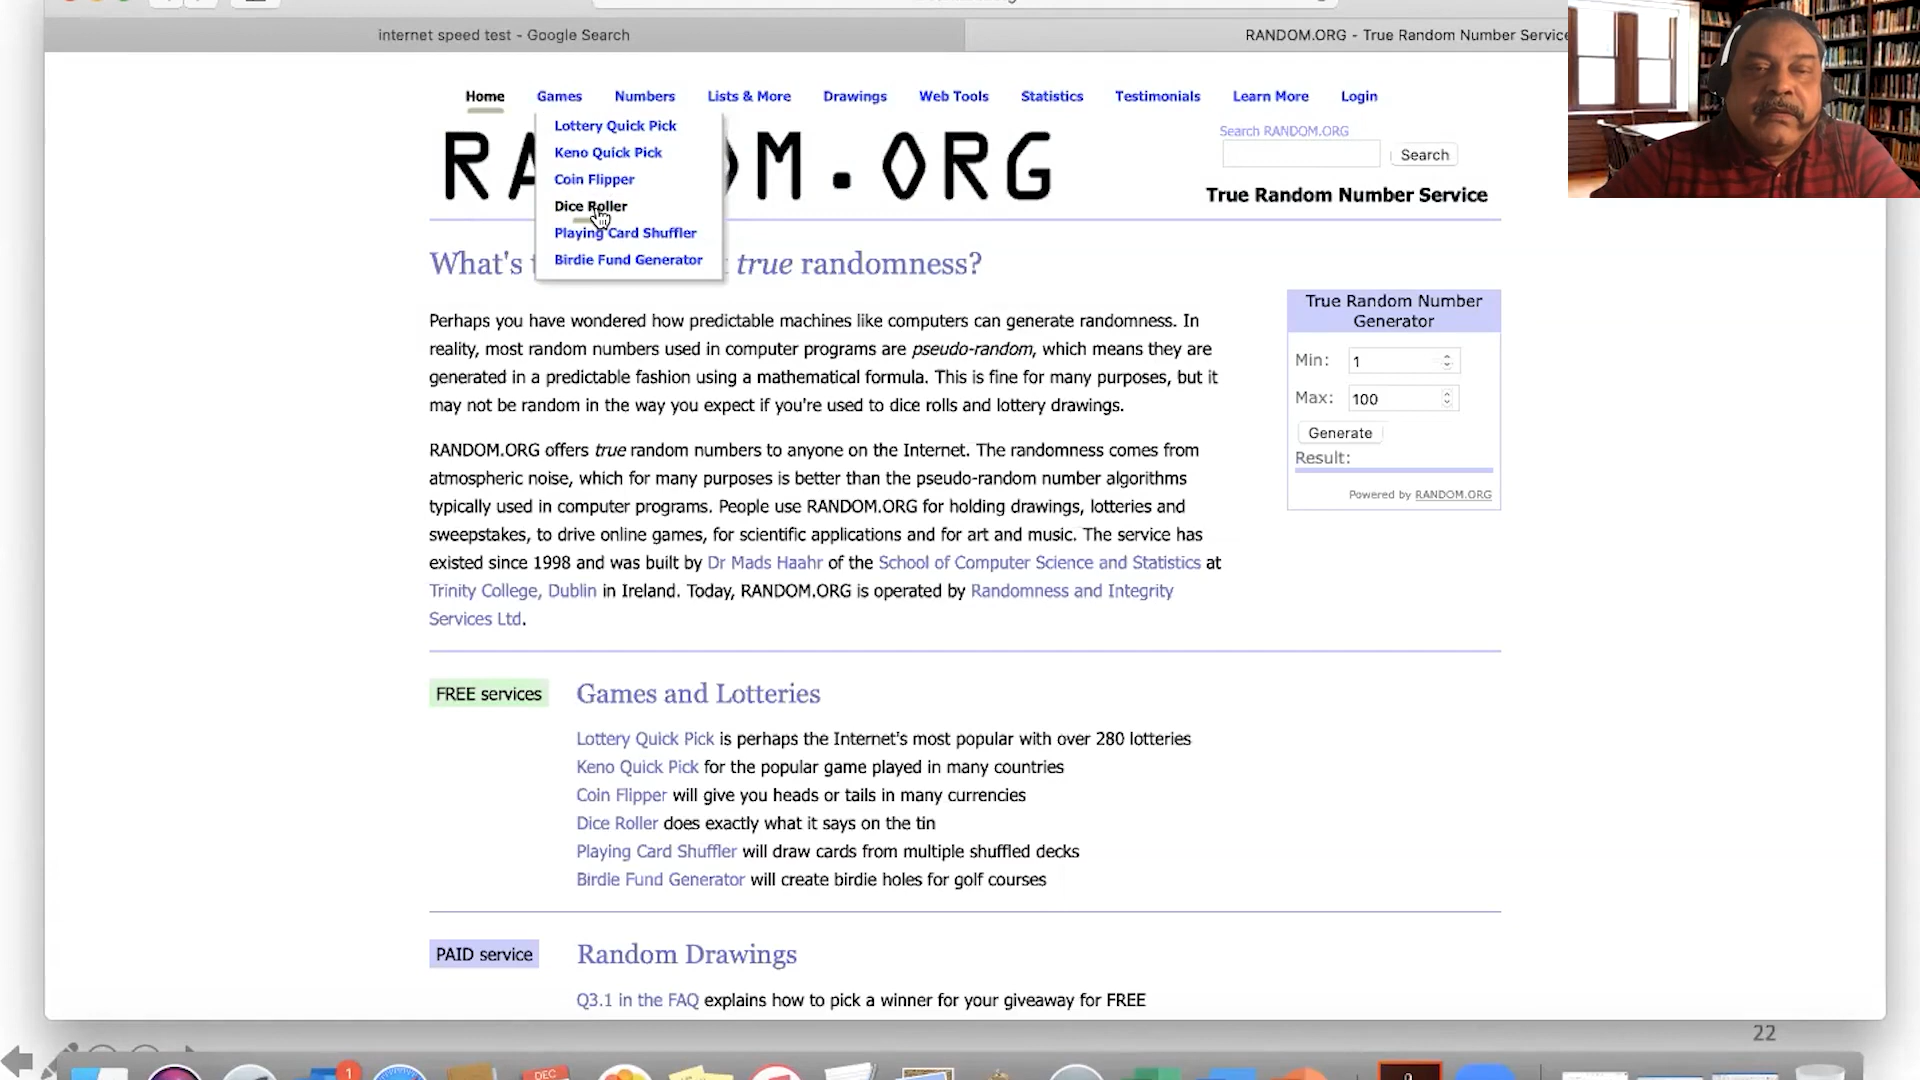 internet speed test - Google Search
RANDOM.ORG - True Random Number Service
Home Games Numbers Lists & More Drawings Web Tools Statistics Testimonials Learn More Login
Lottery Quick Pick
Keno Quick Pick
Coin Flipper
Dice Roller
Playing Card Shuffler
Birdie Fund Generator
Search RANDOM.ORG
Search
True Random Number Service
What's true randomness?
Perhaps you have wondered how predictable machines like computers can generate randomness. In
reality, most random numbers used in computer programs are pseudo-random, which means they are
generated in a predictable fashion using a mathematical formula. This is fine for many purposes, but it
may not be random in the way you expect if you're used to dice rolls and lottery drawings.
RANDOM.ORG offers true random numbers to anyone on the Internet. The randomness comes from
atmospheric noise, which for many purposes is better than the pseudo-random number algorithms
typically used in computer programs. People use RANDOM.ORG for holding drawings, lotteries and
sweepstakes, to drive online games, for scientific applications and for art and music. The service has
existed since 1998 and was built by Dr Mads Haahr of the School of Computer Science and Statistics at
Trinity College, Dublin in Ireland. Today, RANDOM.ORG is operated by Randomness and Integrity
Services Ltd.
True Random Number
Generator
Min: 1
Max: 100
Generate
Result:
Powered by RANDOM.ORG
FREE services
Games and Lotteries
Lottery Quick Pick is perhaps the Internet's most popular with over 280 lotteries
Keno Quick Pick for the popular game played in many countries
Coin Flipper will give you heads or tails in many currencies
Dice Roller does exactly what it says on the tin
Playing Card Shuffler will draw cards from multiple shuffled decks
Birdie Fund Generator will create birdie holes for golf courses
PAID service
Random Drawings
Q3.1 in the FAQ explains how to pick a winner for your giveaway for FREE
22
1
DEC